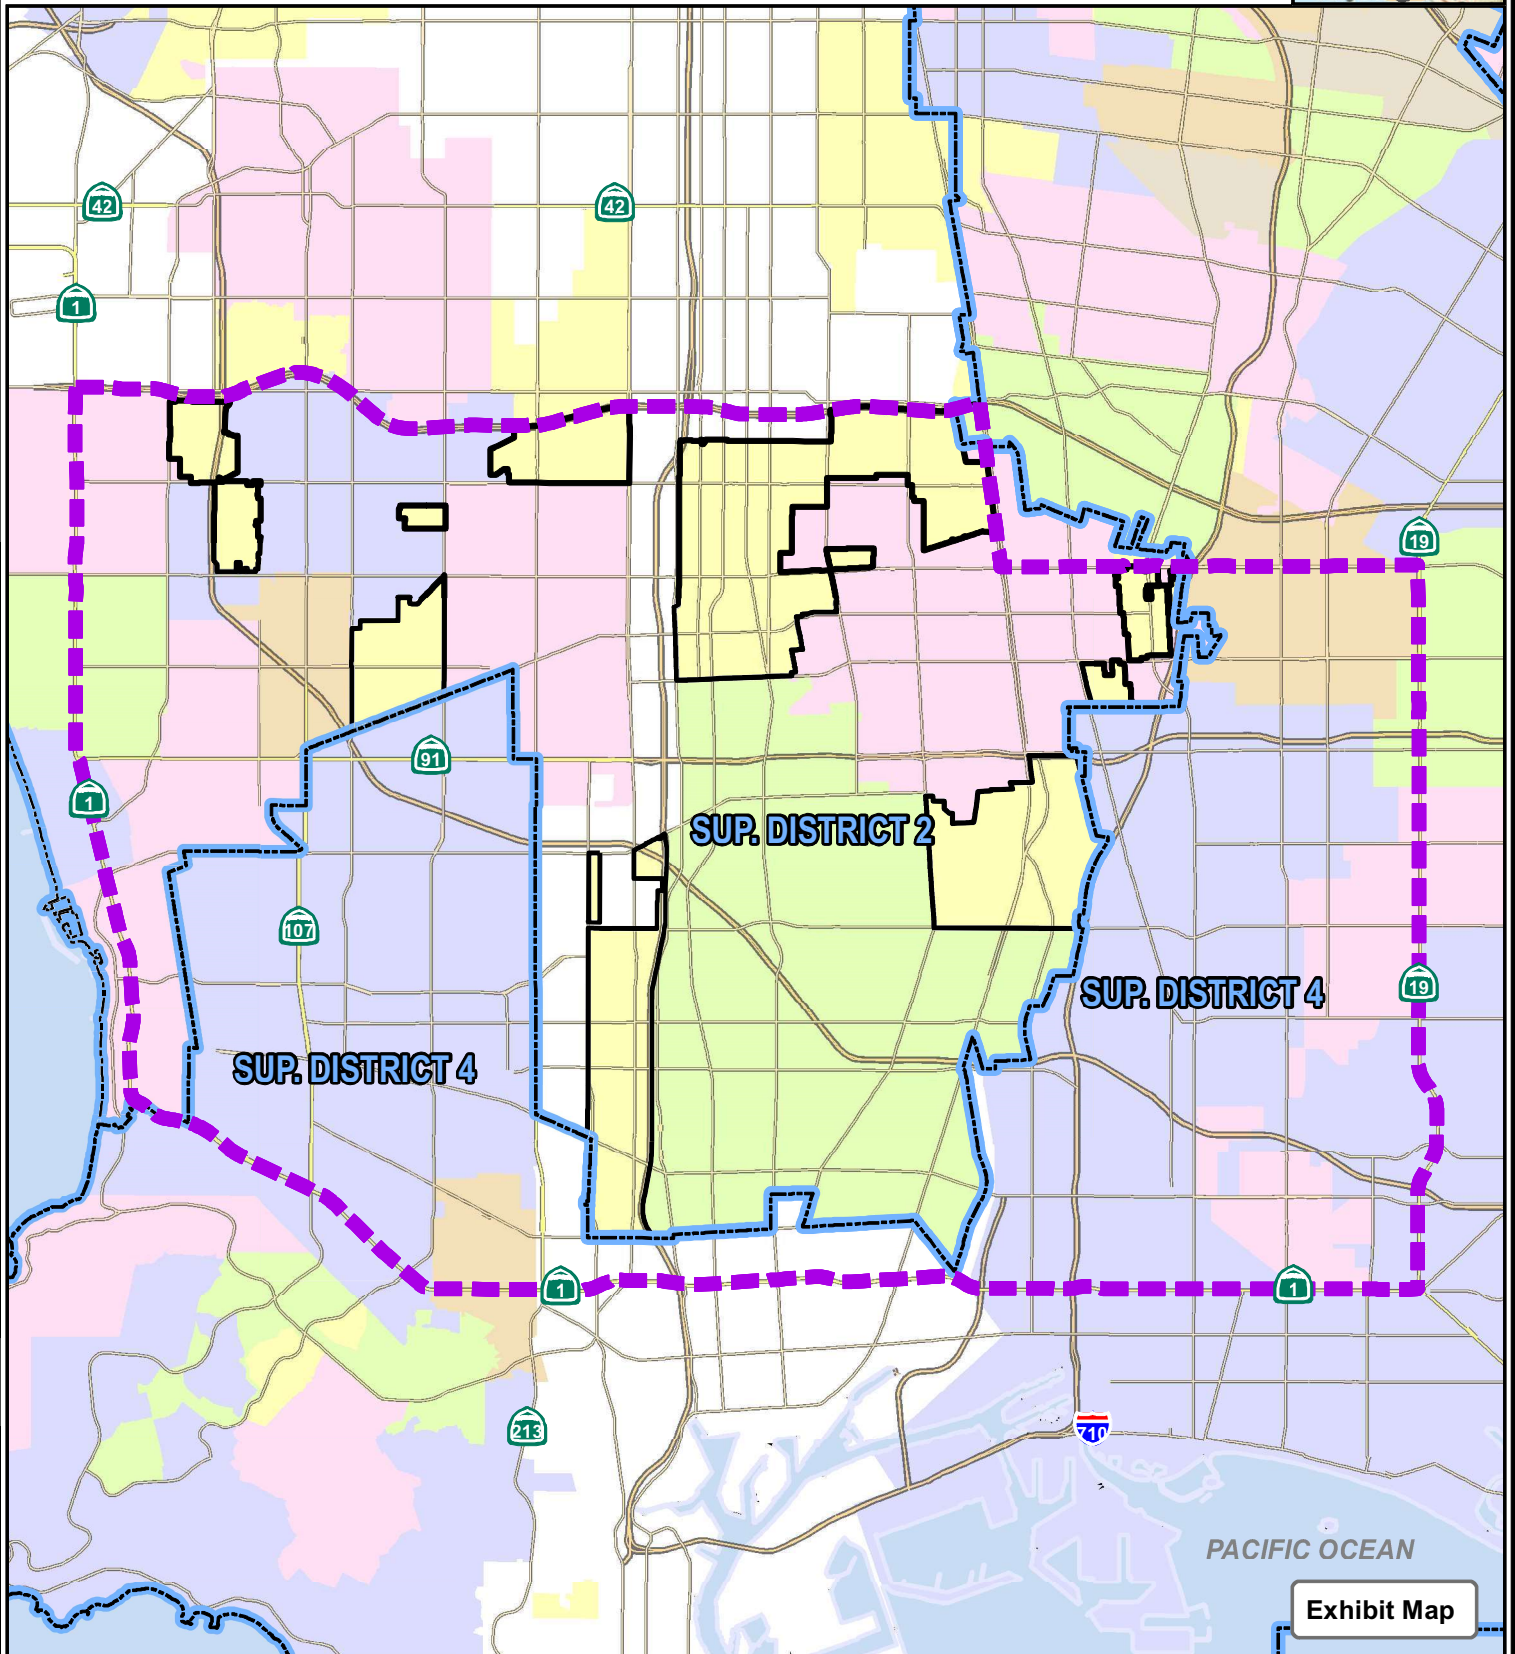 42
42
1
19
91
1
SUP. DISTRICT 2
107
SUP. DISTRICT 4
19
SUP. DISTRICT 4
1
1
213
710
PACIFIC OCEAN
Exhibit Map